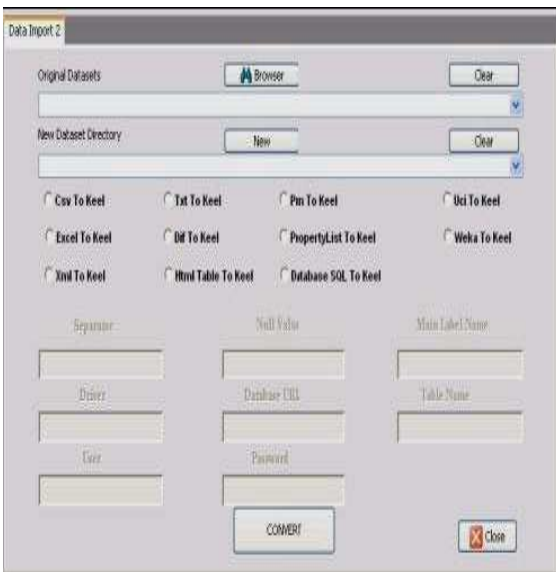 Data Import 2
Original Datasets Browser Clear
New Dataset Directory New Clear
Csv To Keel Txt To Keel Prn To Keel Uci To Keel
Excel To Keel Dif To Keel PropertyList To Keel Weka To Keel
Xml To Keel Html Table To Keel Database SQL To Keel
Separator Null Value Main Label Name
Driver Database URL Table Name
User Password
CONVERT Close